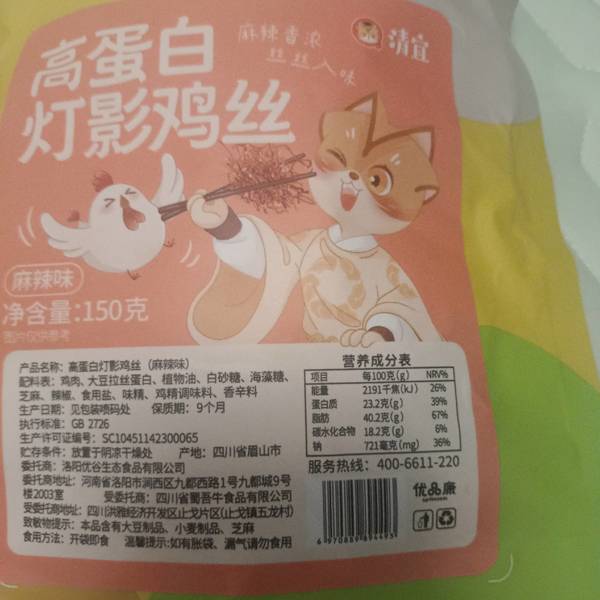 清宜
麻辣香浓
丝丝入味
高蛋白
灯影鸡丝
麻辣味
净含量:150克
图片仅供参考
产品名称: 高蛋白灯影鸡丝（麻辣味）
配料表: 鸡肉、大豆拉丝蛋白、植物油、白砂糖、海藻糖、
芝麻、辣椒、食用盐、味精、鸡精调味料、香辛料
生产日期: 见包装喷码处 保质期: 9个月
执行标准: GB 2726
生产许可证编号: SC10451142300065
贮存条件: 放置于阴凉干燥处 产地: 四川省眉山市
委托商: 洛阳优谷生态食品有限公司
委托商地址: 河南省洛阳市涧西区九都西路1号九都城9号
楼2003室 受委托商: 四川省蜀吾牛食品有限公司
受委托商地址: 四川洪雅经济开发区止戈片区(止戈镇五龙村)
致敏物提示: 本品含有大豆制品、小麦制品、芝麻
食用方法: 开袋即食 温馨提示:如有胀袋、漏气请勿食用
营养成分表
项目 每100克(g) NRV%
能量 2191千焦(kJ) 26%
蛋白质 23.2克(g) 39%
脂肪 40.2克(g) 67%
碳水化合物 18.2克(g) 6%
钠 721毫克(mg) 36%
服务热线: 400-6611-220
优品康